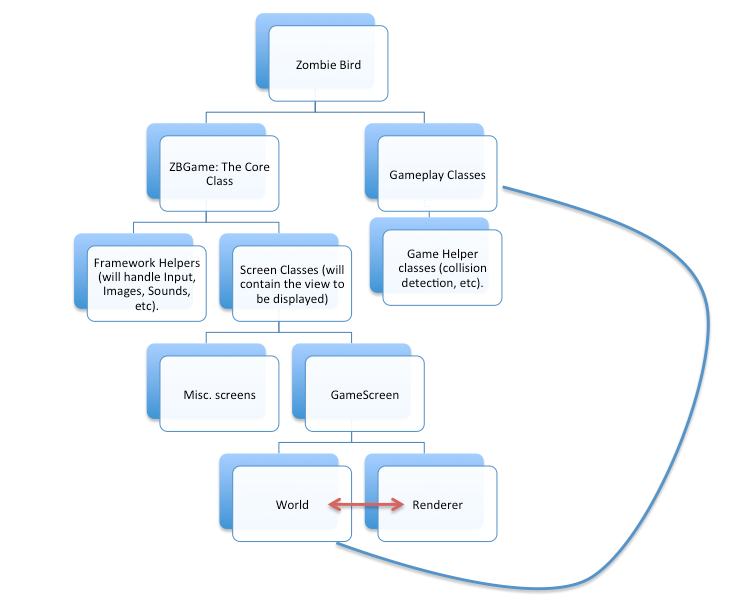 Zombie Bird
ZBGame: The Core
Class
Gameplay Classes
Framework Helpers
(will handle Input,
Images, Sounds,
etc).
Screen Classes (will
contain the view to
be displayed)
Game Helper
classes (collision
detection, etc).
Misc. screens
GameScreen
World
Renderer